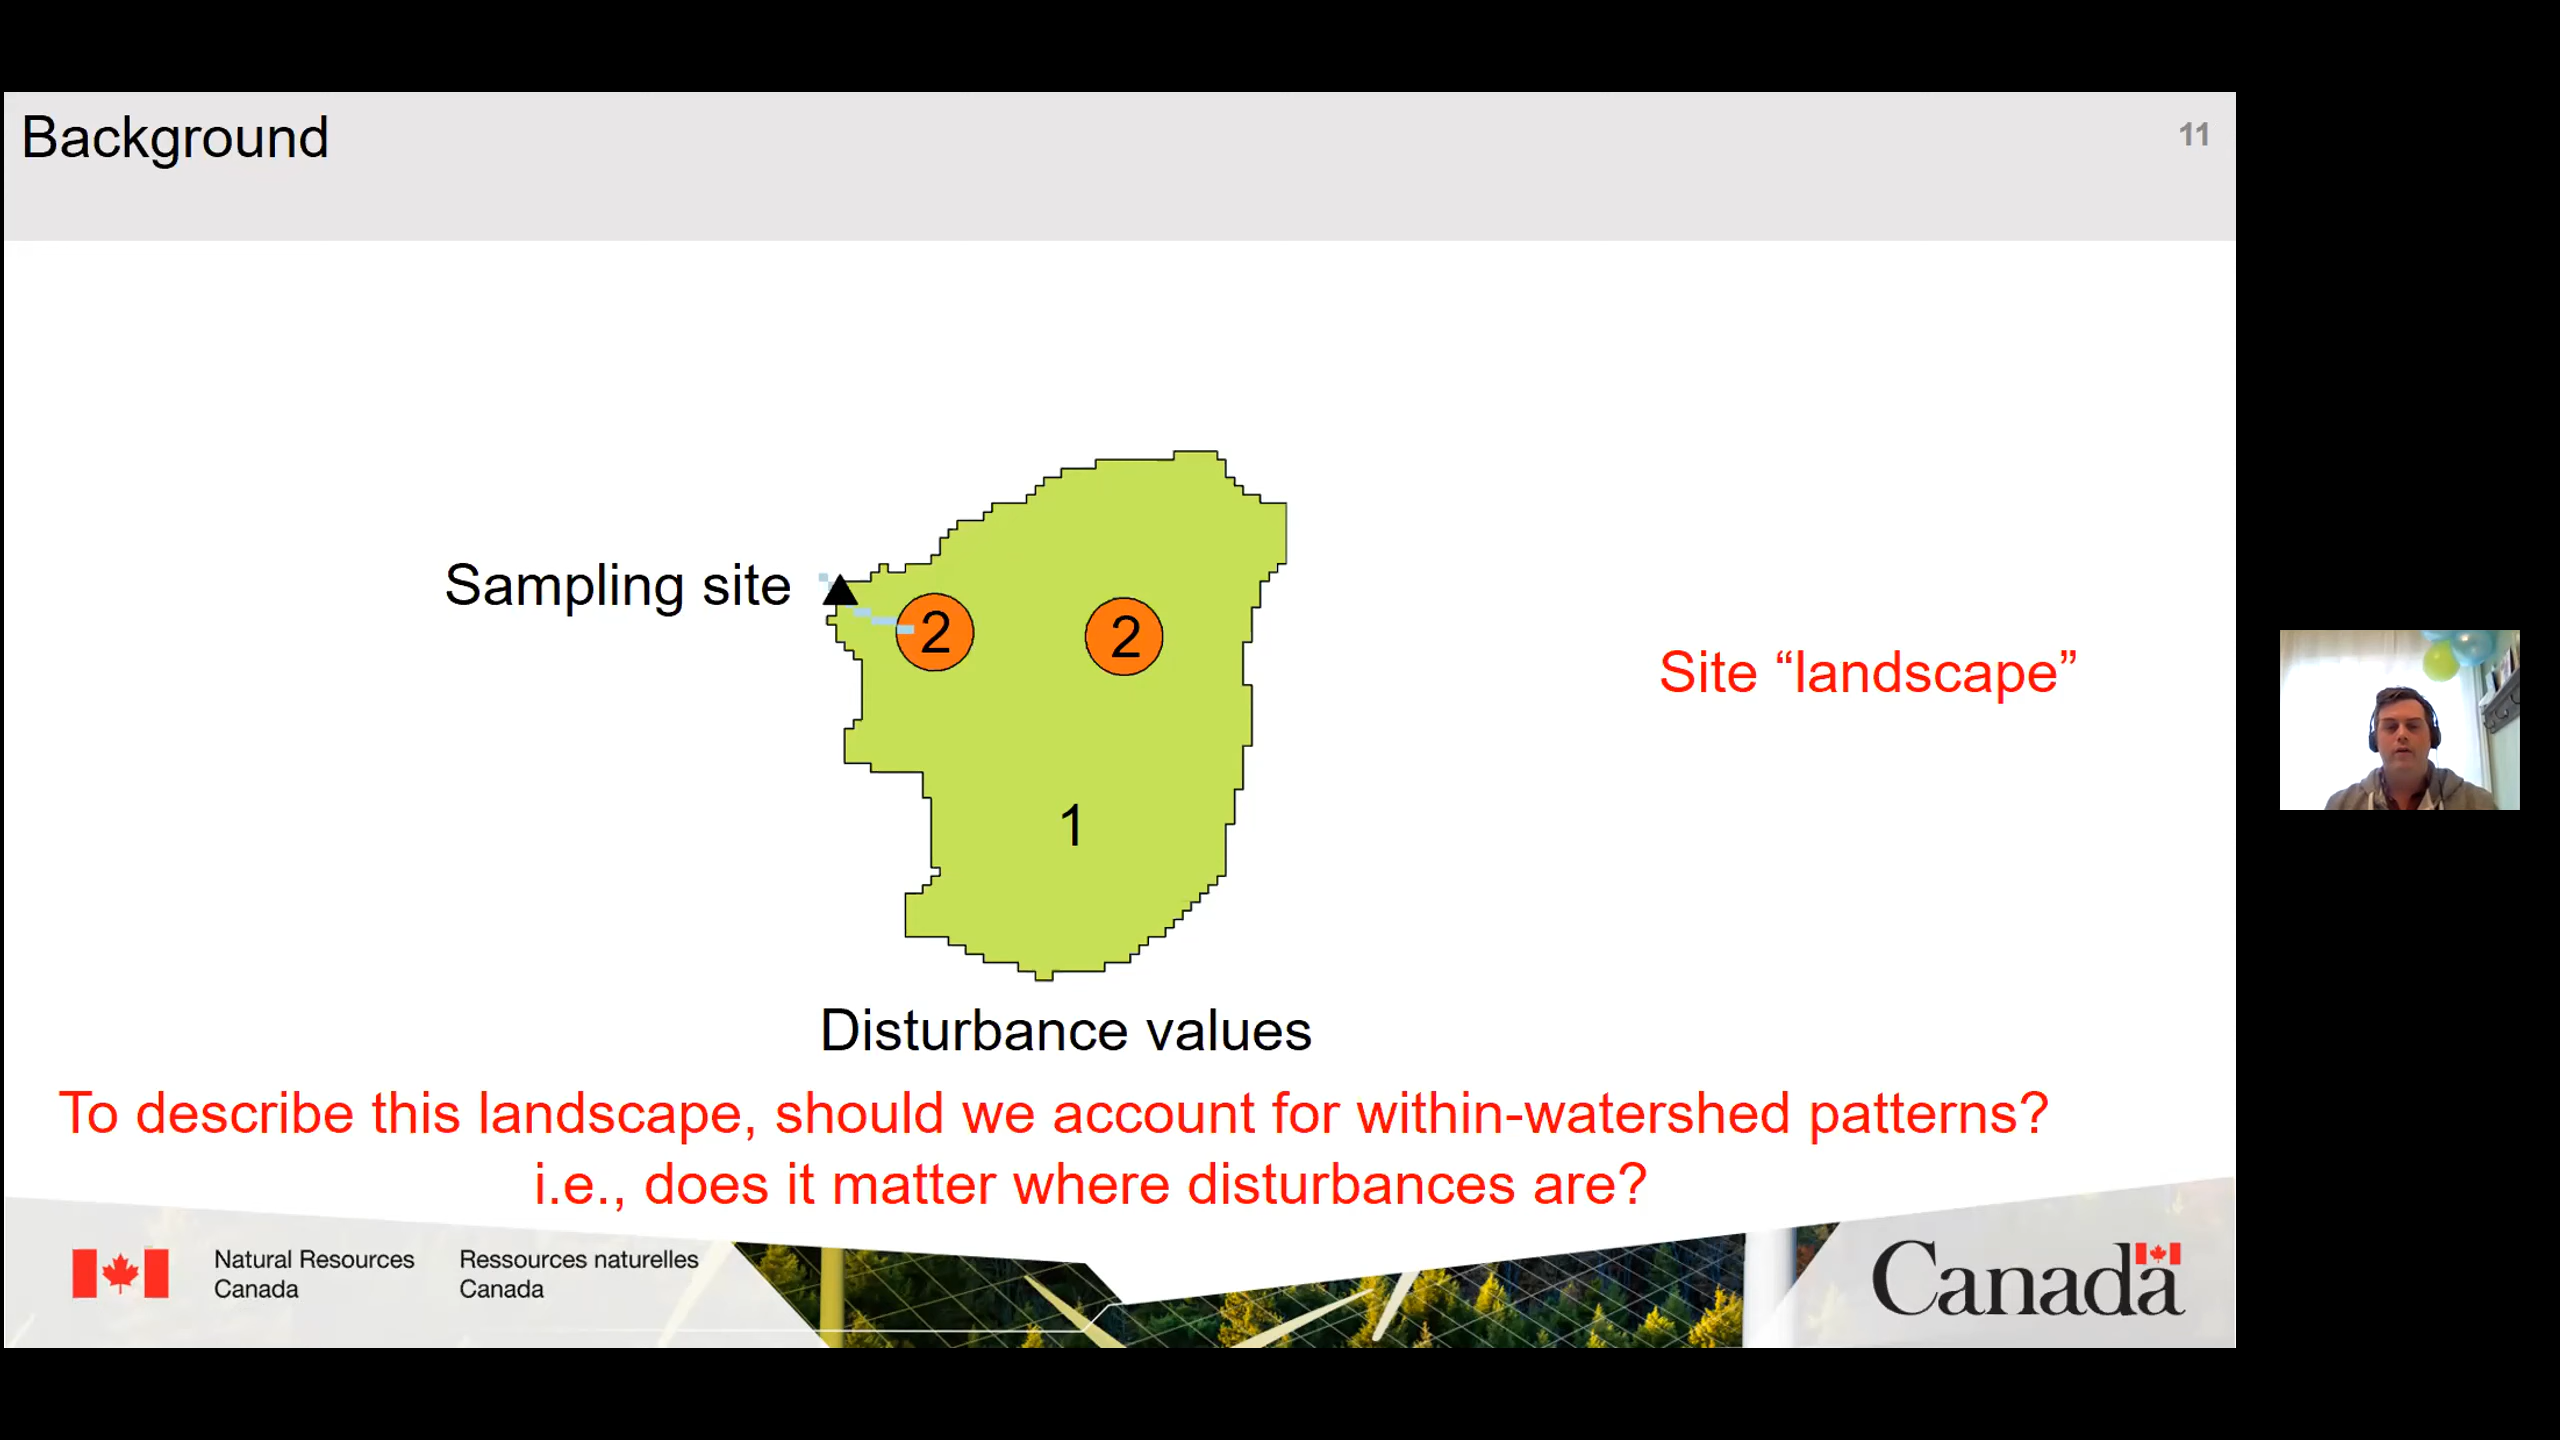 Background
11
Sampling site
2
2
Site “landscape”
1
Disturbance values
To describe this landscape, should we account for within-watershed patterns?
i.e., does it matter where disturbances are?
Natural Resources
Canada
Ressources naturelles
Canada
Canada